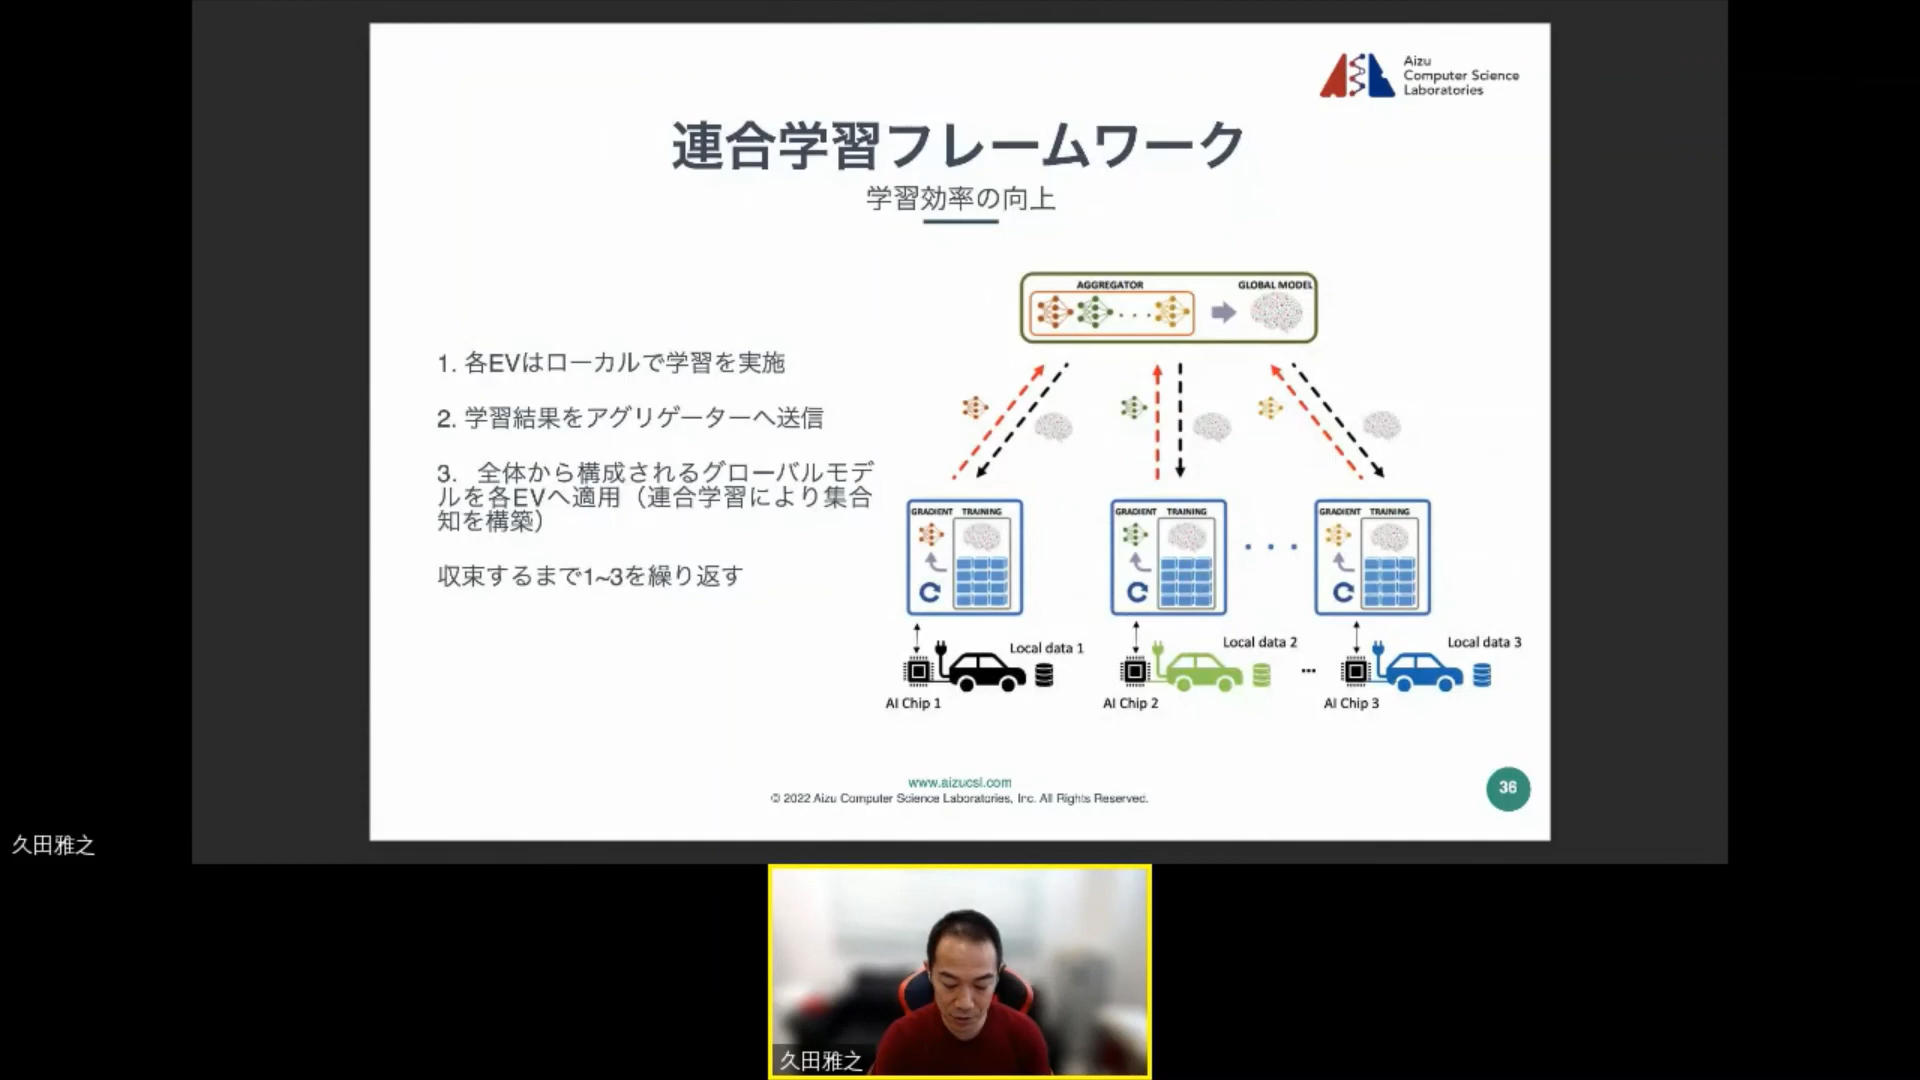 Aizu
Computer Science
Laboratories
連合学習フレームワーク
学習効率の向上
1. 各EVはローカルで学習を実施
2. 学習結果をアグリゲーターへ送信
3. 全体から構成されるグローバルモデ
ルを各EVへ適用（連合学習により集合
知を構築）
収束するまで1~3を繰り返す
AGGREGATOR
GLOBAL MODEL
GRADIENT TRAINING
GRADIENT TRAINING
GRADIENT TRAINING
Local data 1
Local data 2
Local data 3
AI Chip 1
AI Chip 2
AI Chip 3
www.aizucsl.com
© 2022 Aizu Computer Science Laboratories, Inc. All Rights Reserved.
36
久田雅之
久田雅之